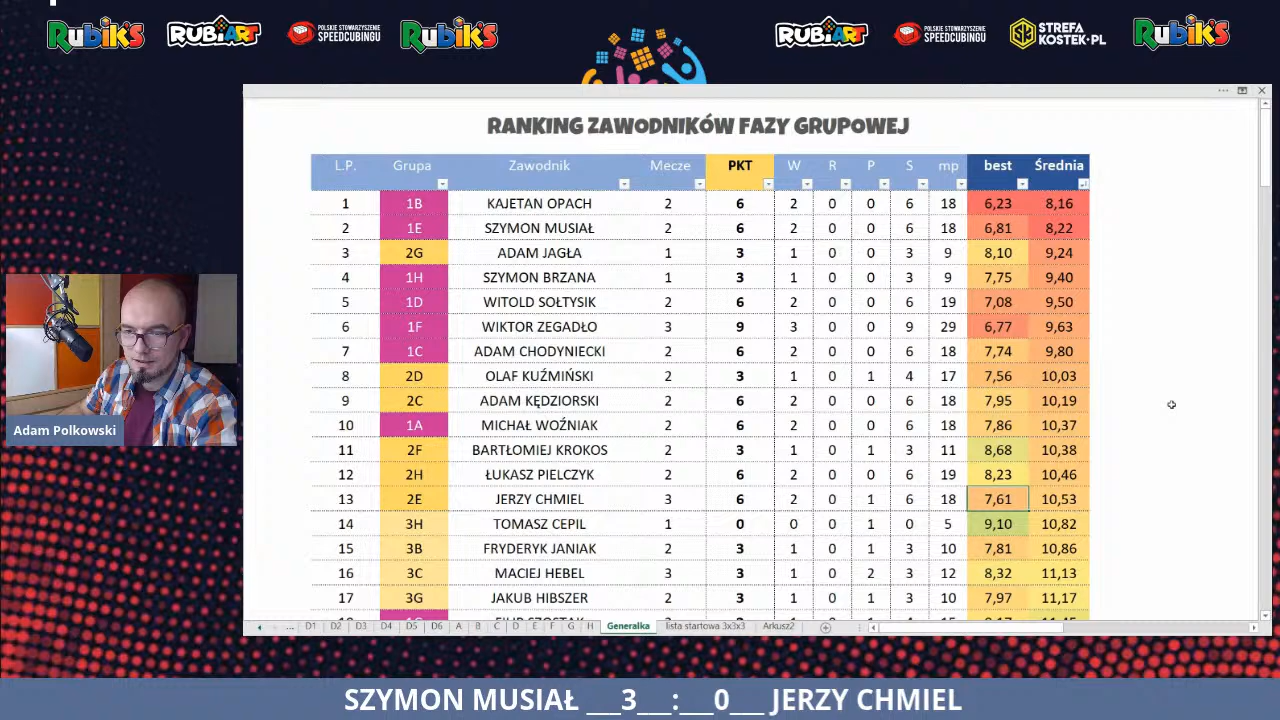 RUBIK'S RUBIART POLSKIE STOWARZYSZENIE SPEEDCUBINGU RUBIK'S RUBIART POLSKIE STOWARZYSZENIE SPEEDCUBINGU STREFA KOSTEK.PL RUBIK'S
RANKING ZAWODNIKÓW FAZY GRUPOWEJ
L.P. Grupa Zawodnik Mecze PKT W R P S mp best Średnia
1 1B KAJETAN OPACH 2 6 2 0 0 6 18 6,23 8,16
2 1E SZYMON MUSIAŁ 2 6 2 0 0 6 18 6,81 8,22
3 2G ADAM JAGŁA 1 3 1 0 0 3 9 8,10 9,24
4 1H SZYMON BRZANA 1 3 1 0 0 3 9 7,75 9,40
5 1D WITOLD SOŁTYSIK 2 6 2 0 0 6 19 7,08 9,50
6 1F WIKTOR ZEGADŁO 3 9 3 0 0 9 29 6,77 9,63
7 1C ADAM CHODYNIECKI 2 6 2 0 0 6 18 7,74 9,80
8 2D OLAF KUŹMIŃSKI 2 3 1 0 1 4 17 7,56 10,03
9 2C ADAM KĘDZIORSKI 2 6 2 0 0 6 18 7,95 10,19
10 1A MICHAŁ WOŹNIAK 2 6 2 0 0 6 18 7,86 10,37
11 2F BARTŁOMIEJ KROKOS 2 3 1 0 1 3 11 8,68 10,38
12 2H ŁUKASZ PIELCZYK 2 6 2 0 0 6 19 8,23 10,46
13 2E JERZY CHMIEL 3 6 2 0 1 6 18 7,61 10,53
14 3H TOMASZ CEPIL 1 0 0 0 1 0 5 9,10 10,82
15 3B FRYDERYK JANIAK 2 3 1 0 1 3 10 7,81 10,86
16 3C MACIEJ HEBEL 3 3 1 0 2 3 12 8,32 11,13
17 3G JAKUB HIBSZER 2 3 1 0 1 3 10 7,97 11,17
... D1 D2 D3 D4 D5 D6 A B C D E F G H Generalka lista startowa 3x3x3 Arkusz2
Adam Polkowski
SZYMON MUSIAŁ __3__:__0__ JERZY CHMIEL